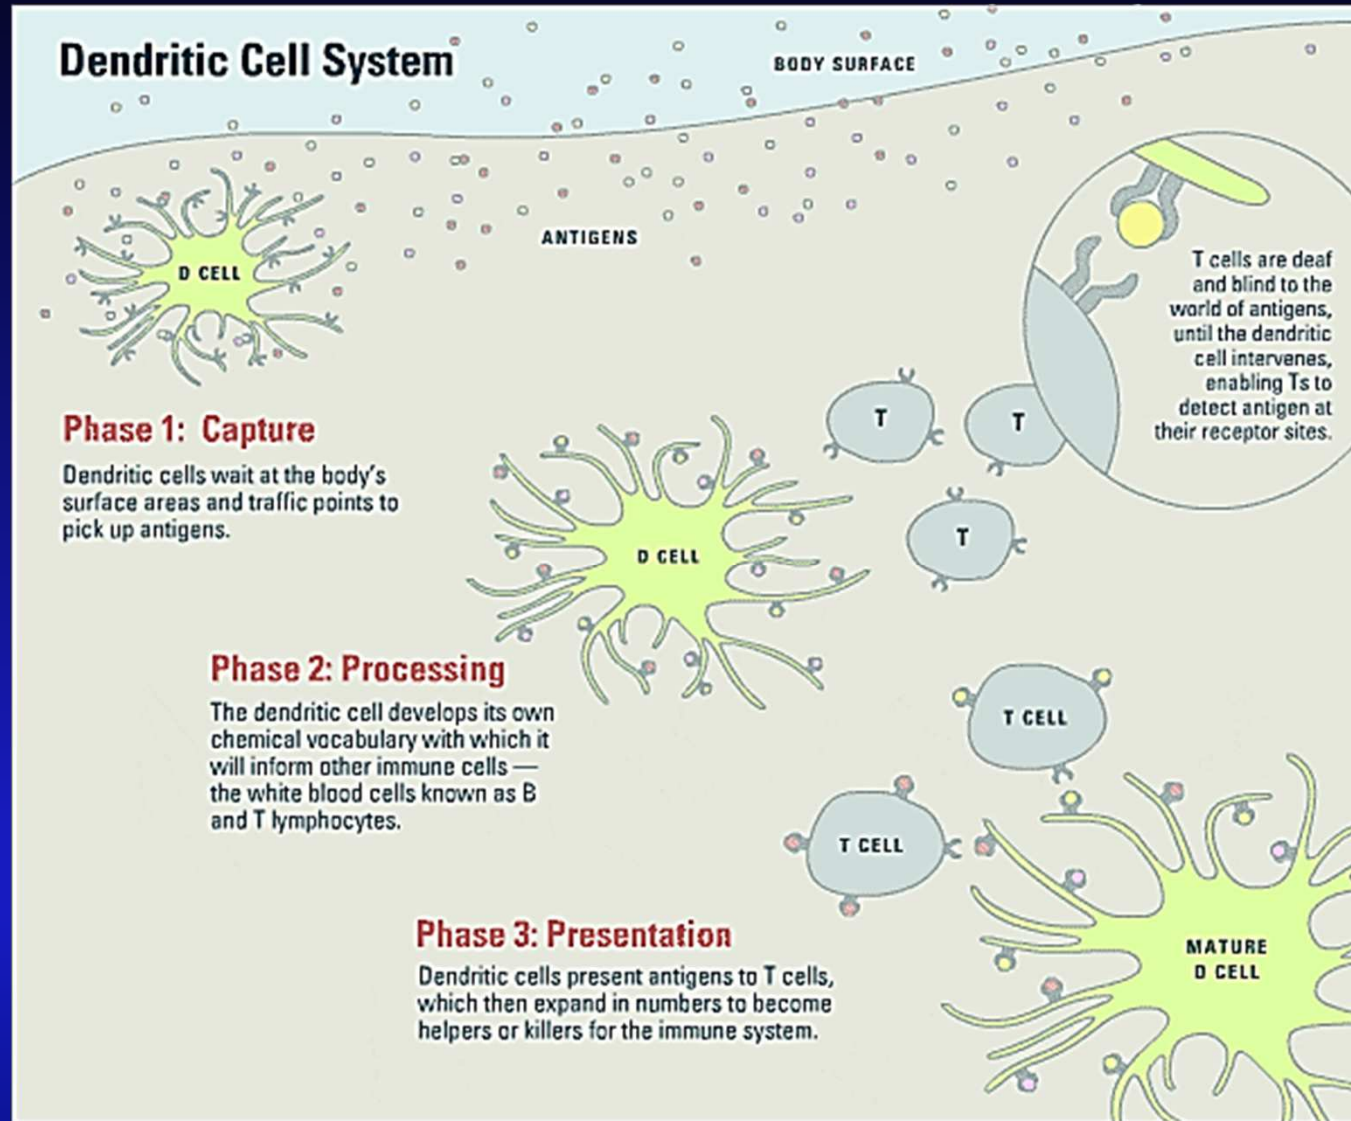 Dendritic Cell System
BODY SURFACE
ANTIGENS
D CELL
T cells are deaf
and blind to the
world of antigens,
until the dendritic
cell intervenes,
enabling Ts to
detect antigen at
their receptor sites.
Phase 1: Capture
Dendritic cells wait at the body's
surface areas and traffic points to
pick up antigens.
T
T
T
D CELL
Phase 2: Processing
The dendritic cell develops its own
chemical vocabulary with which it
will inform other immune cells —
the white blood cells known as B
and T lymphocytes.
T CELL
T CELL
Phase 3: Presentation
Dendritic cells present antigens to T cells,
which then expand in numbers to become
helpers or killers for the immune system.
MATURE
D CELL